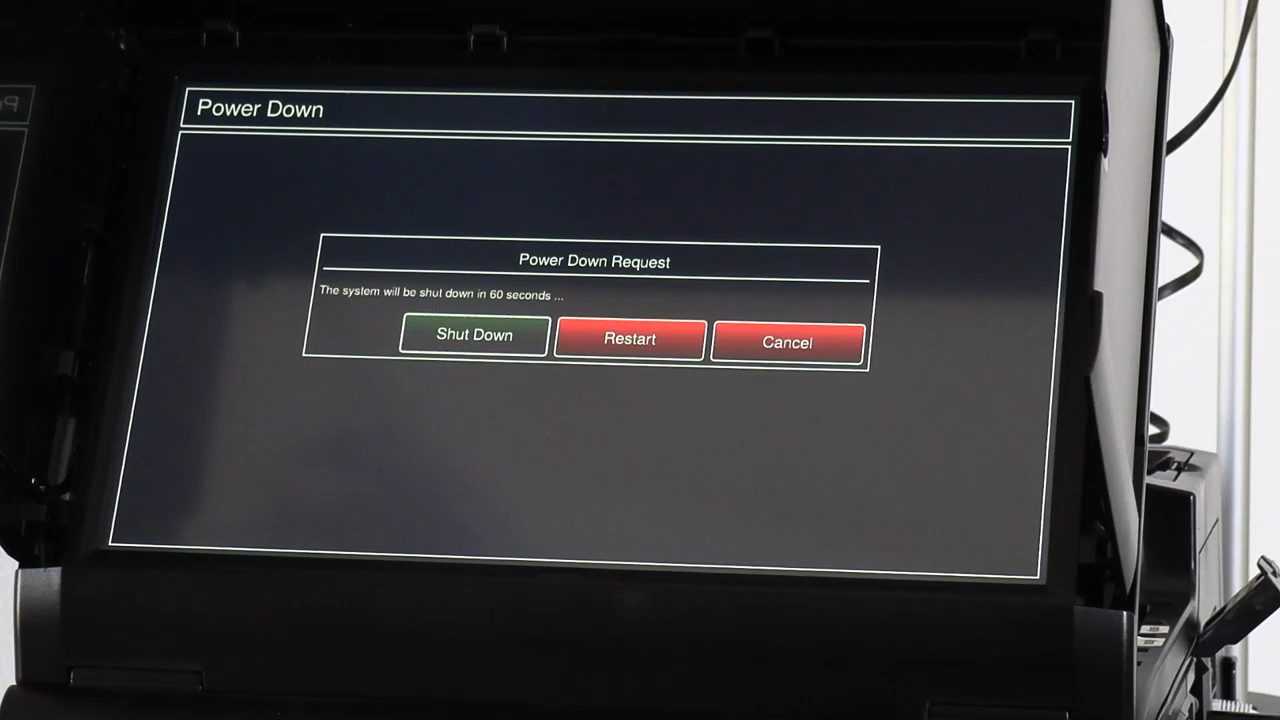 Power Down
Power Down Request
The system will be shut down in 60 seconds ...
Shut Down
Restart
Cancel